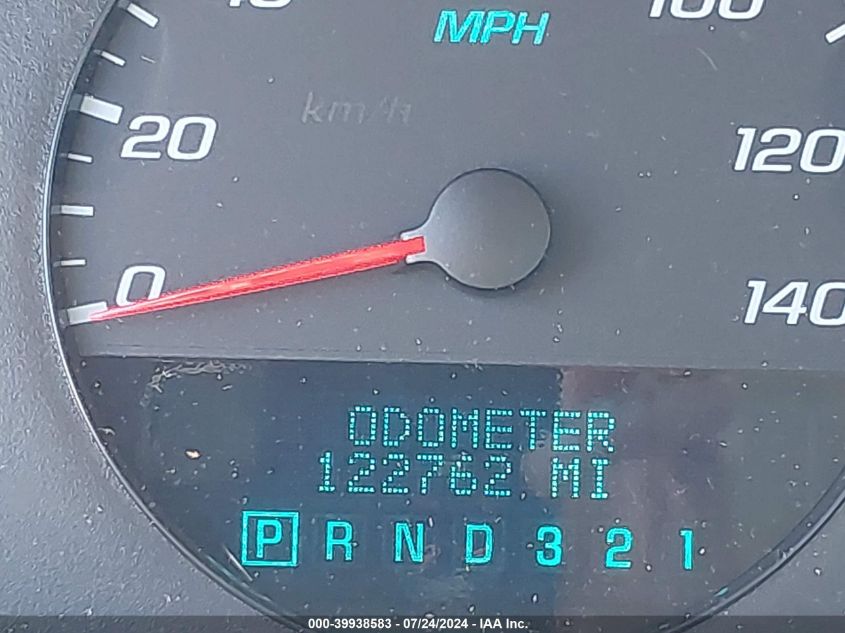 MPH
100
km/h
20
120
0
140
ODOMETER
122762 MI
P R N D 3 2 1
000-39938583 - 07/24/2024 - IAA Inc.